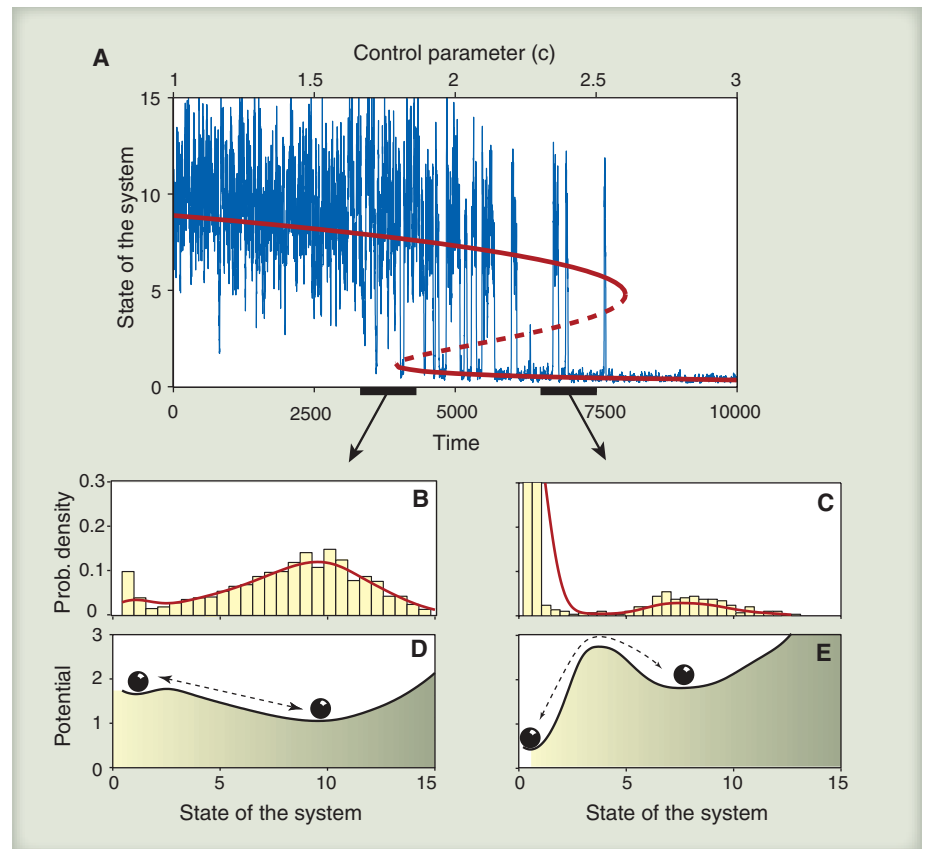 A
Control parameter (c)
1 1.5 2 2.5 3
State of the system
15
10
5
0
0 2500 5000 7500 10000
Time
B
Prob. density
0.3
0.2
0.1
0
C
D
Potential
3
2
1
0
0 5 10 15
State of the system
E
0 5 10 15
State of the system